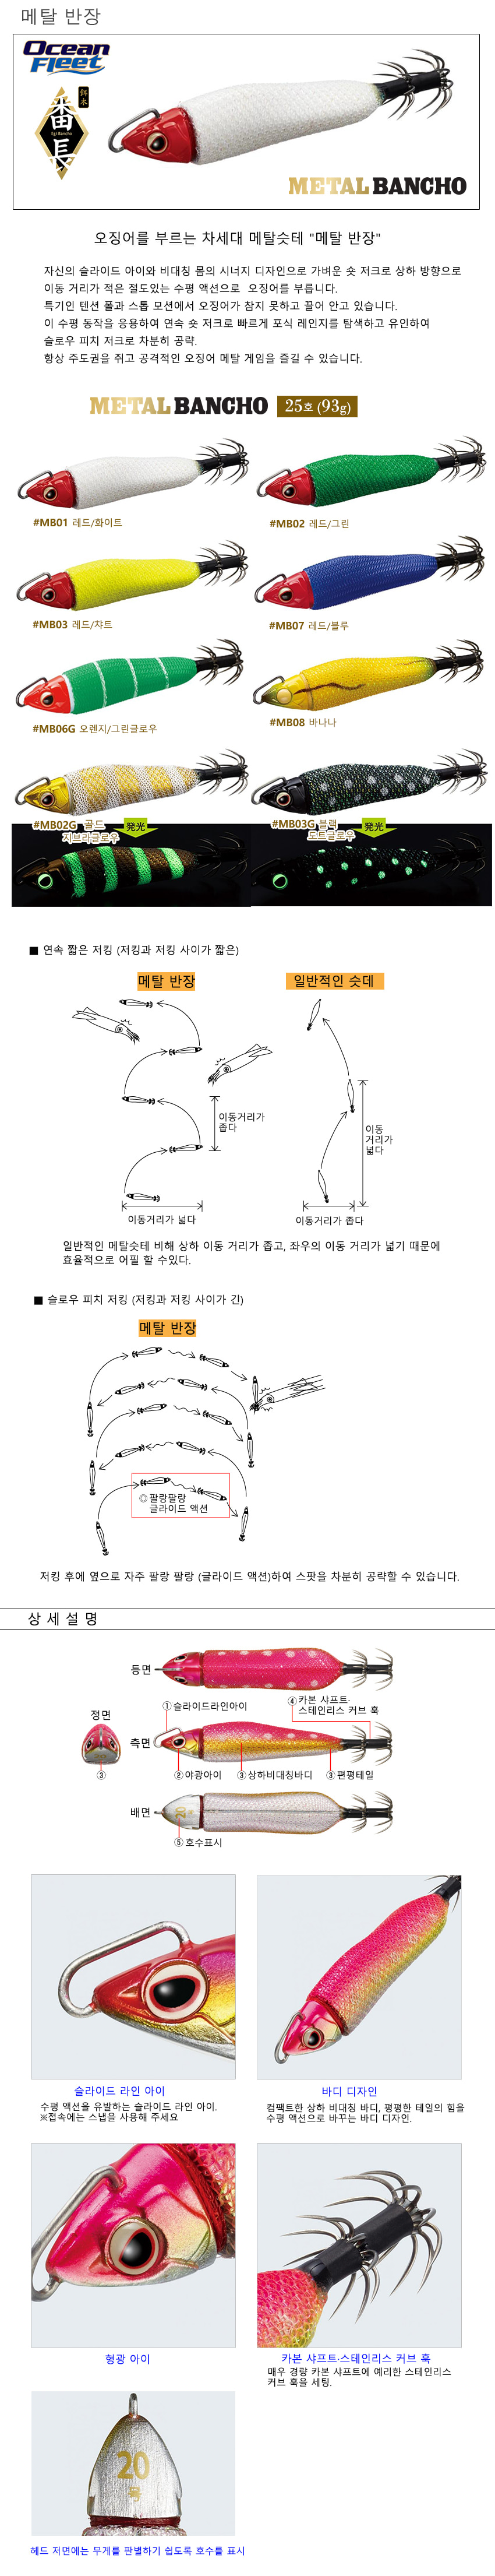 메탈 반장
Ocean
Fleet
餌木
番長
Egi Bancho
METAL BANCHO
오징어를 부르는 차세대 메탈슷테 "메탈 반장"
자신의 슬라이드 아이와 비대칭 몸의 시너지 디자인으로 가벼운 숏 저크로 상하 방향으로
이동 거리가 적은 절도있는 수평 액션으로  오징어를 부릅니다.
특기인 텐션 폴과 스톱 모션에서 오징어가 참지 못하고 끌어 안고 있습니다.
이 수평 동작을 응용하여 연속 숏 저크로 빠르게 포식 레인지를 탐색하고 유인하여
슬로우 피치 저크로 차분히 공략.
항상 주도권을 쥐고 공격적인 오징어 메탈 게임을 즐길 수 있습니다.
METAL BANCHO 25호 (93g)
#MB01 레드/화이트
#MB02 레드/그린
#MB03 레드/챠트
#MB07 레드/블루
#MB06G 오렌지/그린글로우
#MB08 바나나
#MB02G 골드
지브라글로우
発光
#MB03G 블랙
도트글로우
発光
■ 연속 짧은 저킹 (저킹과 저킹 사이가 짧은)
메탈 반장
일반적인 슷데
이동거리가
좁다
이동
거리가
넓다
이동거리가 넓다
이동거리가 좁다
일반적인 메탈슷테 비해 상하 이동 거리가 좁고, 좌우의 이동 거리가 넓기 때문에
효율적으로 어필 할 수있다.
■ 슬로우 피치 저킹 (저킹과 저킹 사이가 긴)
메탈 반장
◎팔랑팔랑
글라이드 액션
저킹 후에 옆으로 자주 팔랑 팔랑 (글라이드 액션)하여 스팟을 차분히 공략할 수 있습니다.
상 세 설 명
등면
정면
①슬라이드라인아이
④카본 샤프트·
스테인리스 커브 훅
측면
③
②야광아이
③상하비대칭바디
③편평테일
배면
20
⑤호수표시
슬라이드 라인 아이
수평 액션을 유발하는 슬라이드 라인 아이.
※접속에는 스냅을 사용해 주세요
바디 디자인
컴팩트한 상하 비대칭 바디, 평평한 테일의 힘을
수평 액션으로 바꾸는 바디 디자인.
형광 아이
카본 샤프트·스테인리스 커브 훅
매우 경량 카본 샤프트에 예리한 스테인리스
커브 훅을 세팅.
20
号
헤드 저면에는 무게를 판별하기 쉽도록 호수를 표시